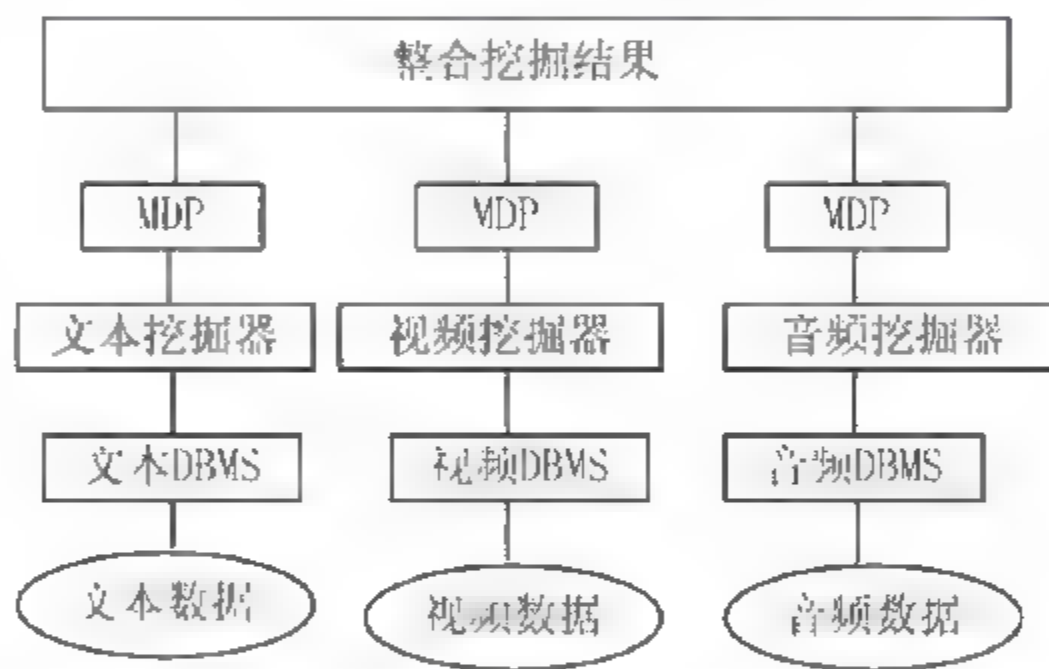 整合挖掘结果
MDP MDP MDP
文本挖掘器 视频挖掘器 音频挖掘器
文本DBMS 视频DBMS 音频DBMS
文本数据 视频数据 音频数据